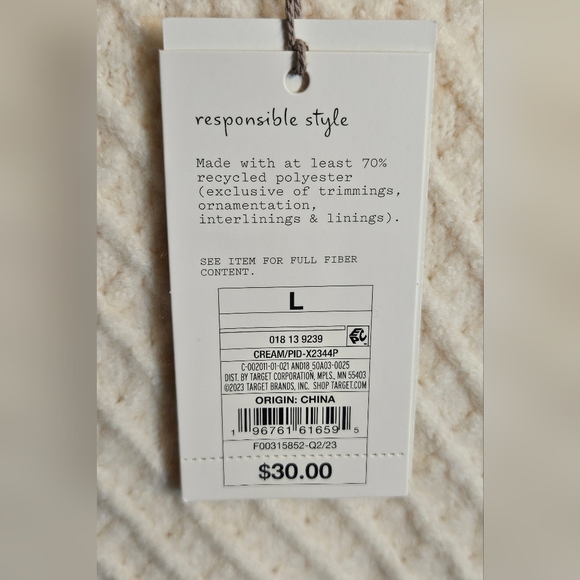 responsible style
Made with at least 70%
recycled polyester
(exclusive of trimmings,
ornamentation,
interlinings & linings).
SEE ITEM FOR FULL FIBER
CONTENT.
L
018 13 9239
CREAM/PID-X2344P
C-002011-01-021 AND18_50A03-0025
DIST. BY TARGET CORPORATION, MPLS., MN 55403
©2023 TARGET BRANDS, INC. SHOP TARGET.COM
ORIGIN: CHINA
1 96761 61659 5
F00315852-Q2/23
$30.00